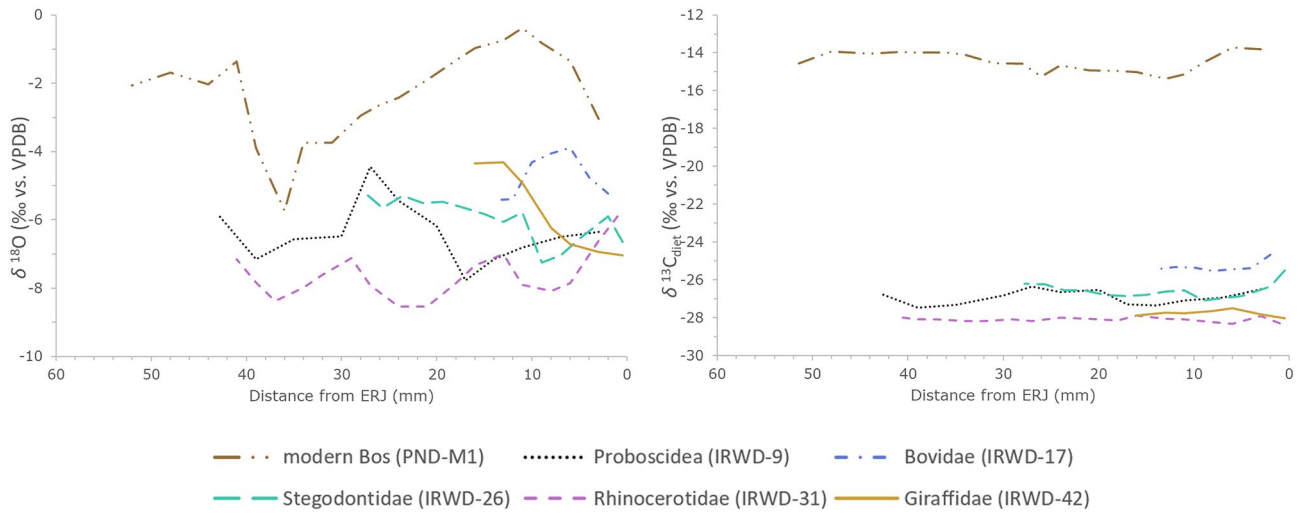 0
-2
-4
-6
-8
-10
δ 18O (‰ vs. VPDB)
60 50 40 30 20 10 0
Distance from ERJ (mm)
-12
-14
-16
-18
-20
-22
-24
-26
-28
-30
δ 13Cdiet (‰ vs. VPDB)
60 50 40 30 20 10 0
Distance from ERJ (mm)
modern Bos (PND-M1) Proboscidea (IRWD-9) Bovidae (IRWD-17)
Stegodontidae (IRWD-26) Rhinocerotidae (IRWD-31) Giraffidae (IRWD-42)